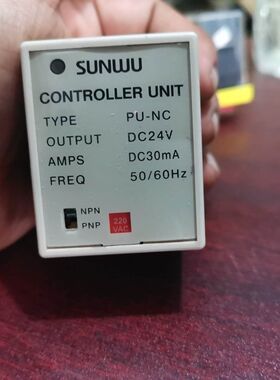 SUNWU
CONTROLLER UNIT
TYPE PU-NC
OUTPUT DC24V
AMPS DC30mA
FREQ 50/60Hz
NPN
PNP
220
VAC